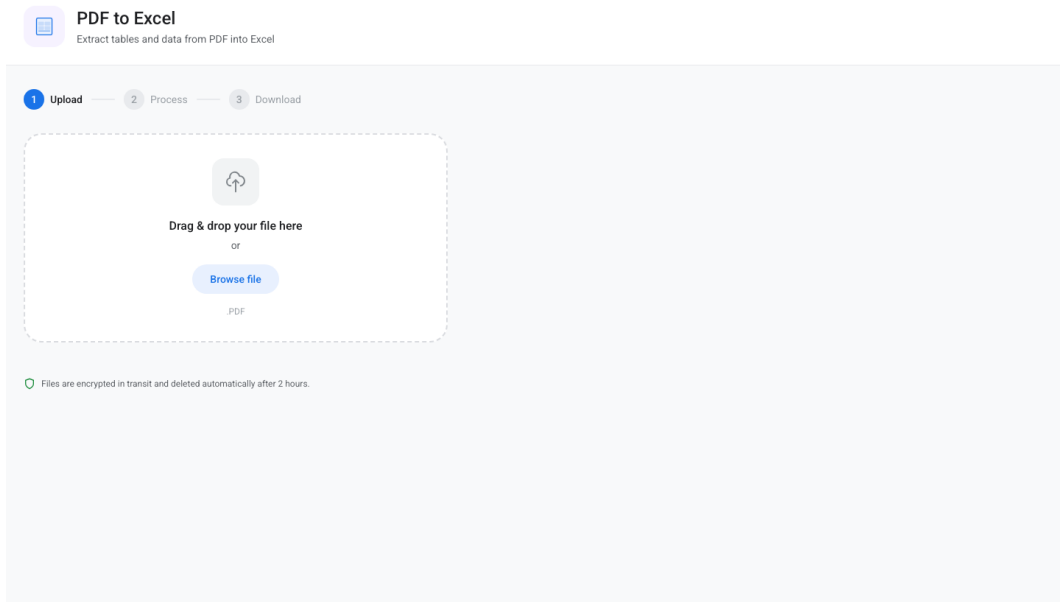 PDF to Excel
Extract tables and data from PDF into Excel
1 Upload 2 Process 3 Download
Drag & drop your file here
or
Browse file
.PDF
Files are encrypted in transit and deleted automatically after 2 hours.